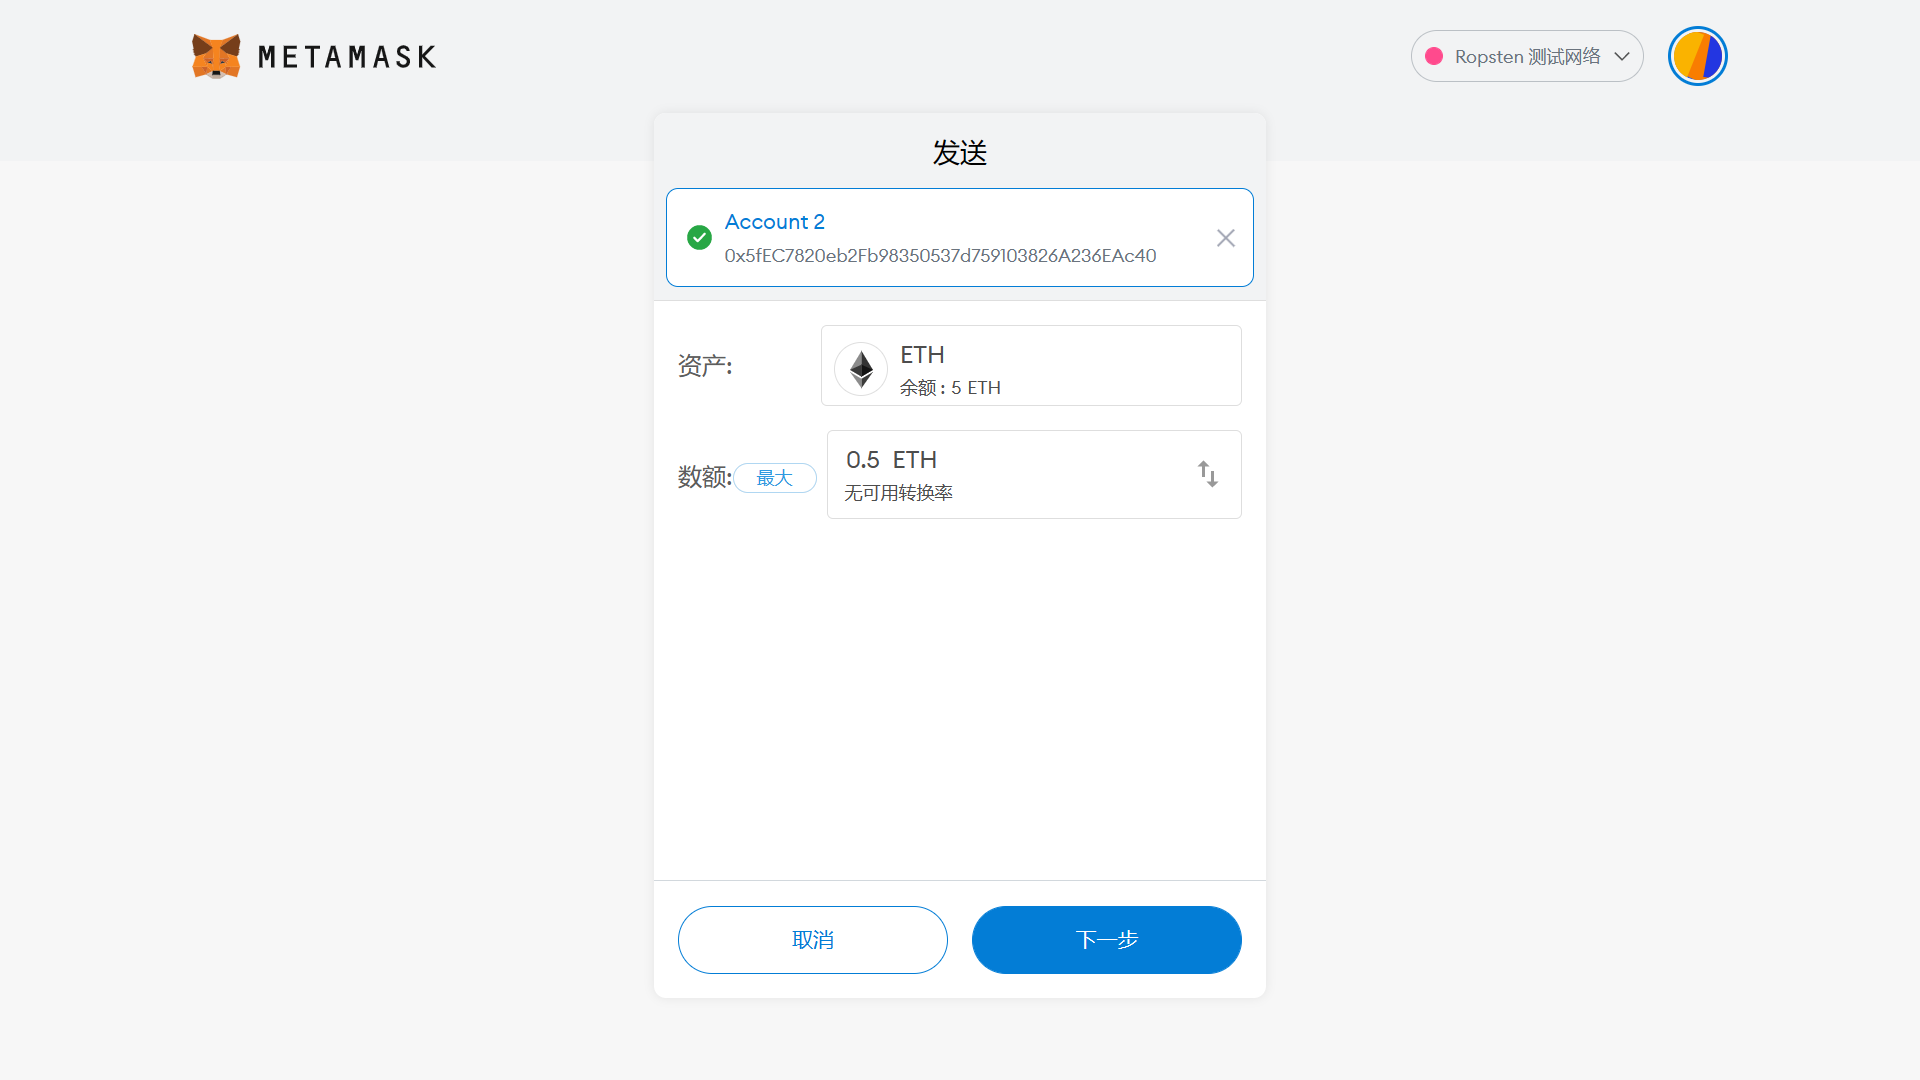 METAMASK
Ropsten 测试网络
发送
Account 2
0x5fEC7820eb2Fb98350537d759103826A236EAc40
资产:
ETH
余额 : 5 ETH
数额:
最大
0.5 ETH
无可用转换率
取消
下一步